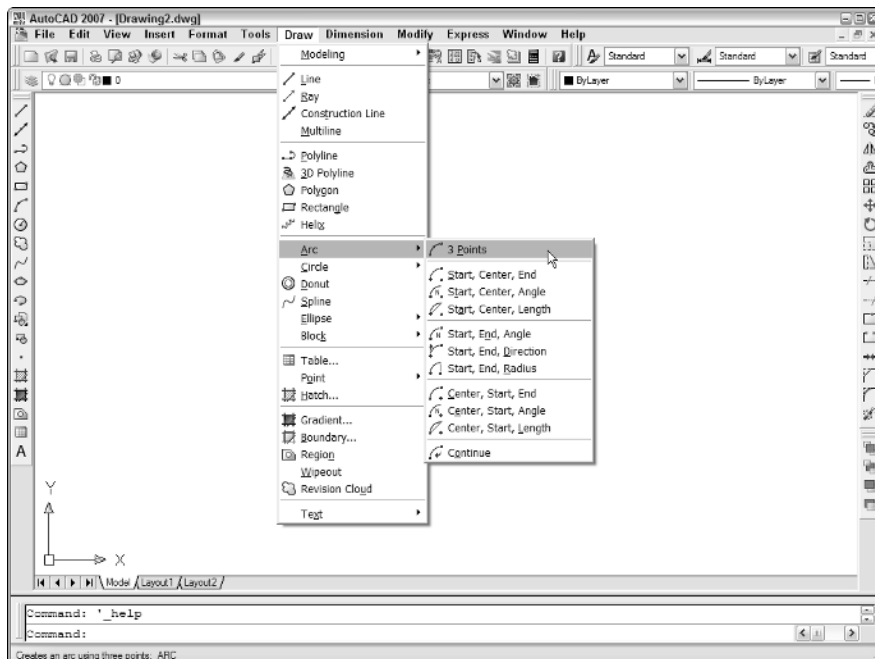 AutoCAD 2007 - [Drawing2.dwg]
File Edit View Insert Format Tools Draw Dimension Modify Express Window Help
Standard Standard Standard
0 ByLayer ByLayer
Modeling
Line
Ray
Construction Line
Multiline
Polyline
3D Polyline
Polygon
Rectangle
Helix
Arc
Circle
Donut
Spline
Ellipse
Block
Table...
Point
Hatch...
Gradient...
Boundary...
Region
Wipeout
Revision Cloud
Text
3 Points
Start, Center, End
Start, Center, Angle
Start, Center, Length
Start, End, Angle
Start, End, Direction
Start, End, Radius
Center, Start, End
Center, Start, Angle
Center, Start, Length
Continue
A
Y
X
Model Layout1 Layout2
Command: '_help
Command:
Creates an arc using three points: ARC